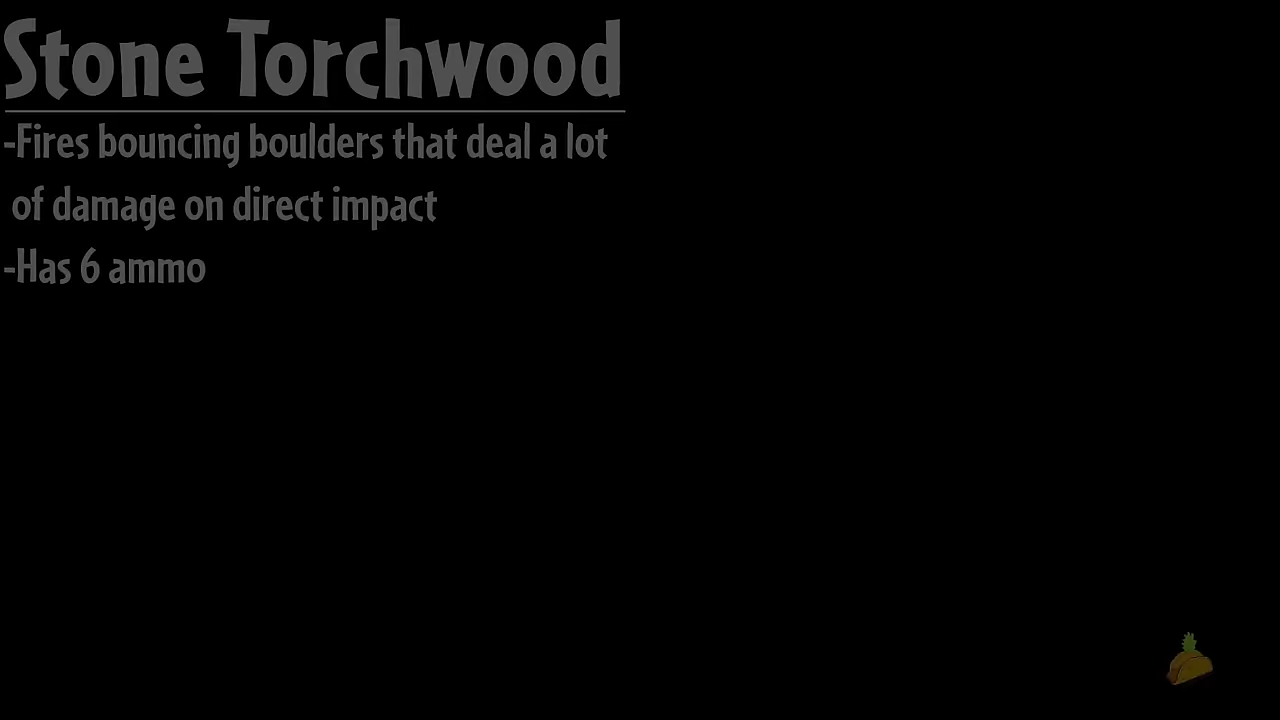 Stone Torchwood
-Fires bouncing boulders that deal a lot
of damage on direct impact
-Has 6 ammo